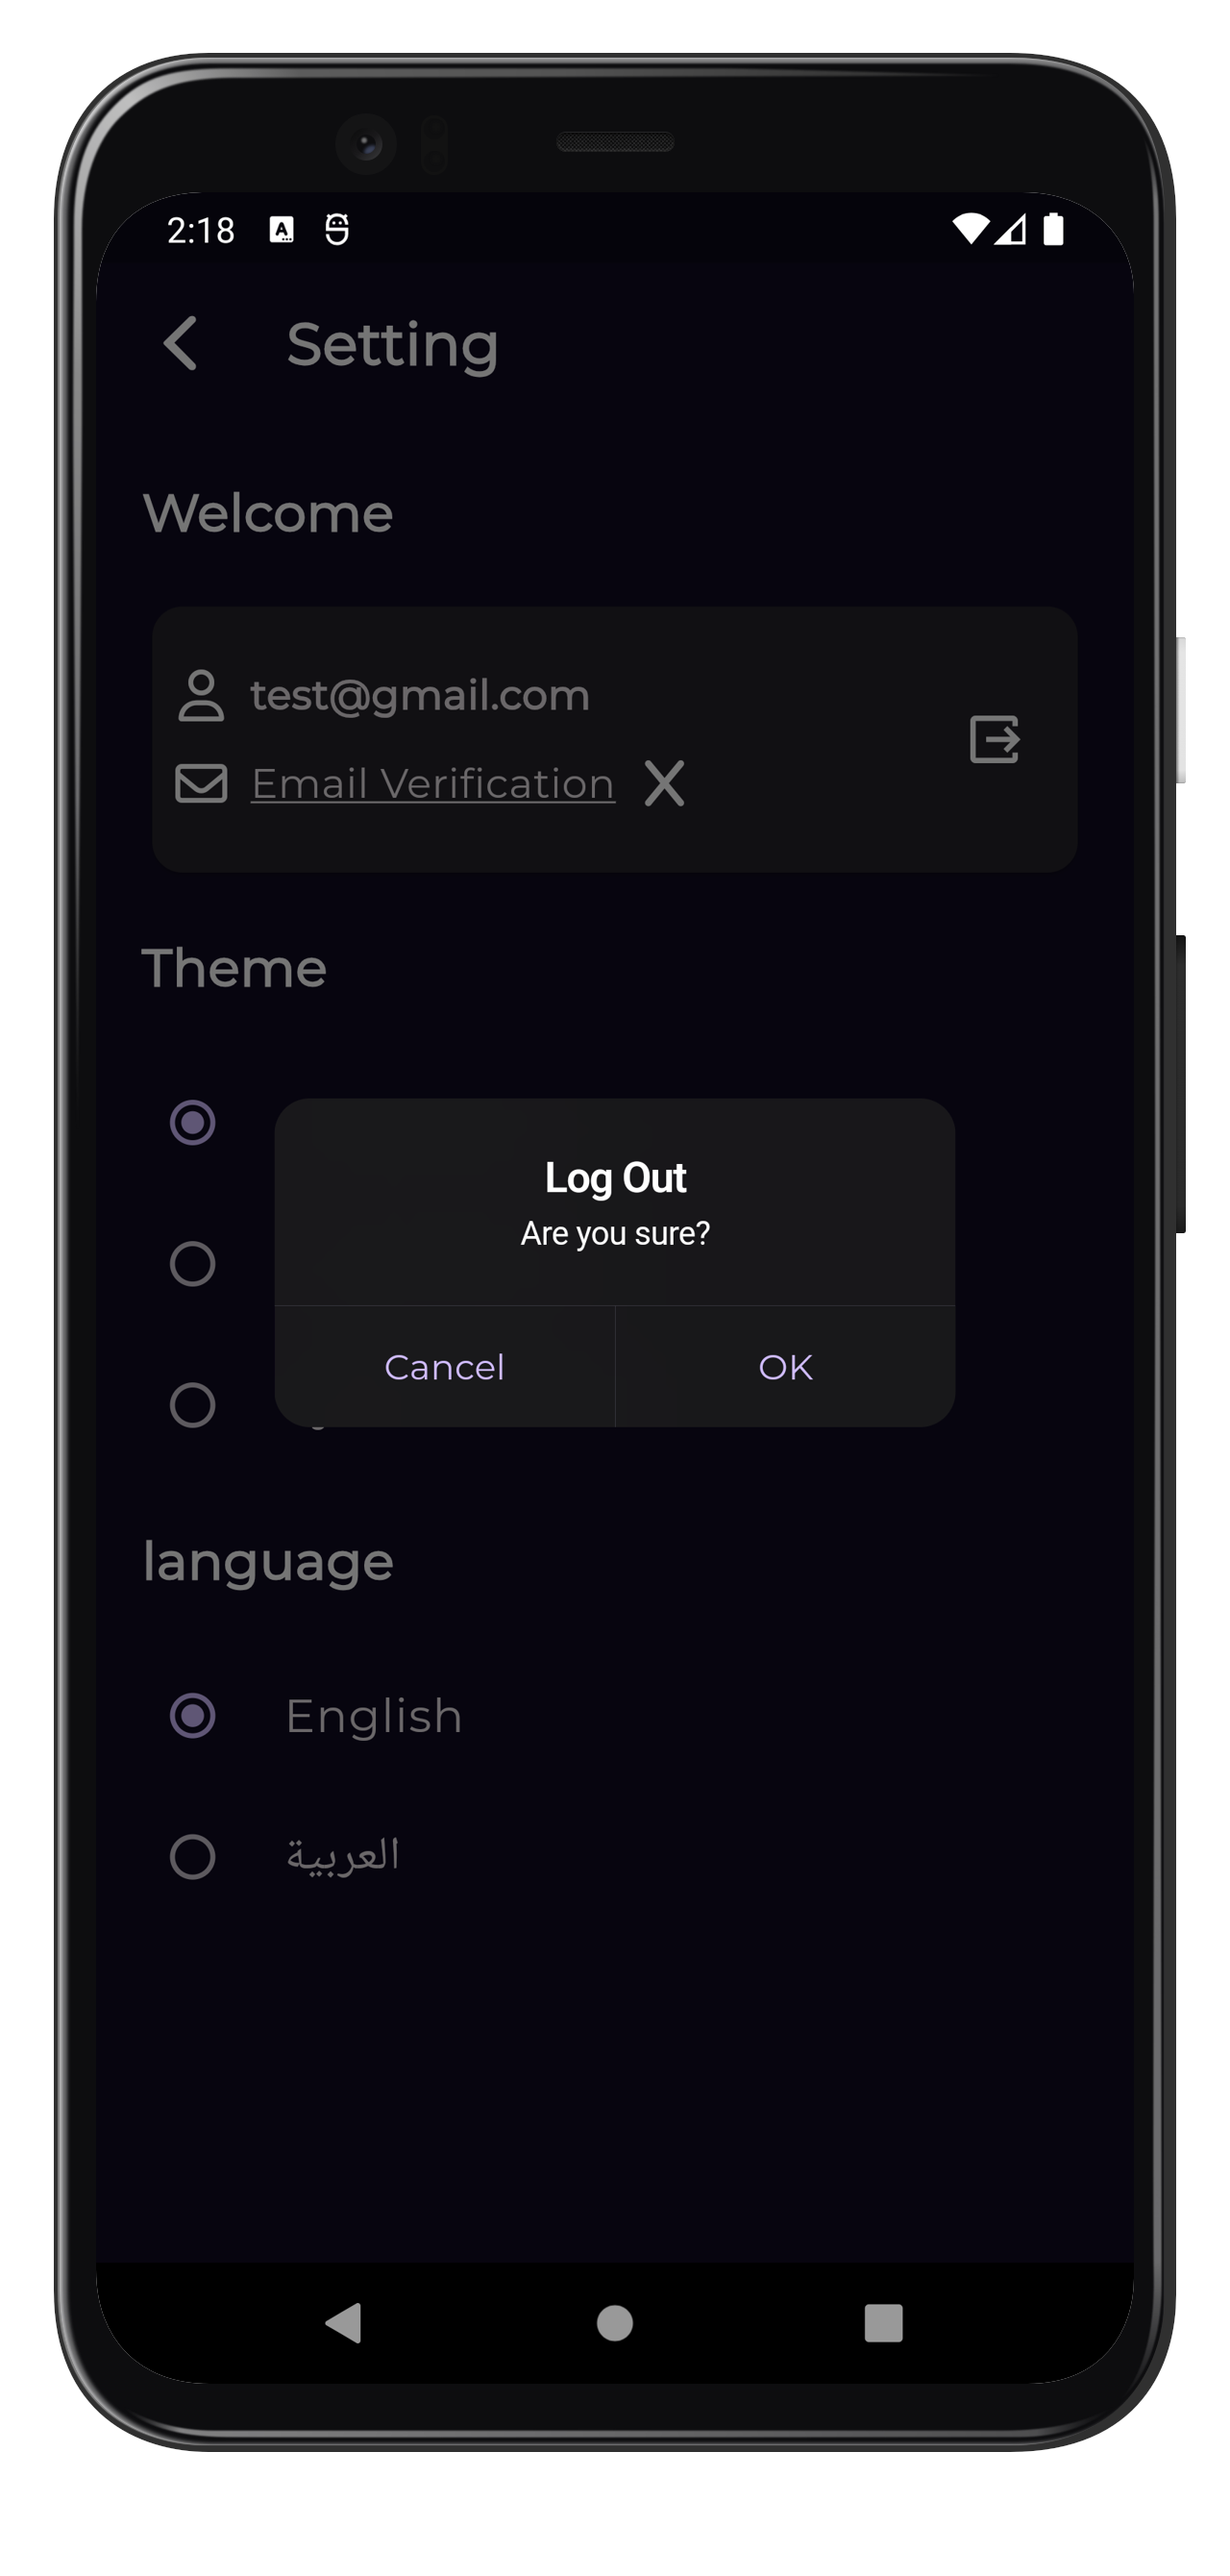 2:18
Setting
Welcome
test@gmail.com
Email Verification
Theme
Log Out
Are you sure?
Cancel OK
language
English
العربية